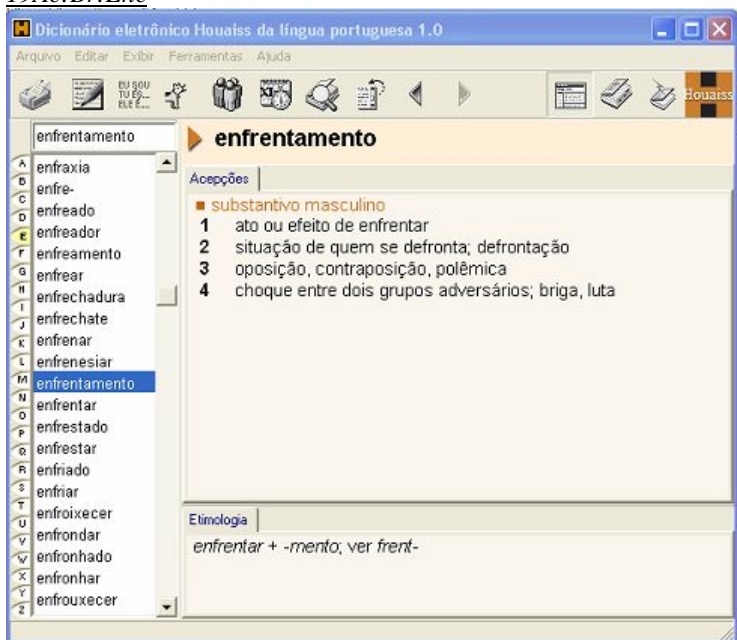 Dicionário eletrônico Houaiss da língua portuguesa 1.0
Arquivo Editar Exibir Ferramentas Ajuda
EU SOU
TU ÉS...
ELE É...
XI
Houaiss
enfrentamento
enfraxia
enfre-
enfreado
enfreador
enfreamento
enfrear
enfrechadura
enfrechate
enfrenar
enfrenesiar
enfrentamento
enfrentar
enfrestado
enfrestar
enfriado
enfriar
enfroixecer
enfrondar
enfronhado
enfronhar
enfrouxecer
A
B
C
D
E
F
G
H
I
J
K
L
M
N
O
P
Q
R
S
T
U
V
W
X
Y
Z
enfrentamento
Acepções
substantivo masculino
1 ato ou efeito de enfrentar
2 situação de quem se defronta; defrontação
3 oposição, contraposição, polêmica
4 choque entre dois grupos adversários; briga, luta
Etimologia
enfrentar + -mento; ver frent-